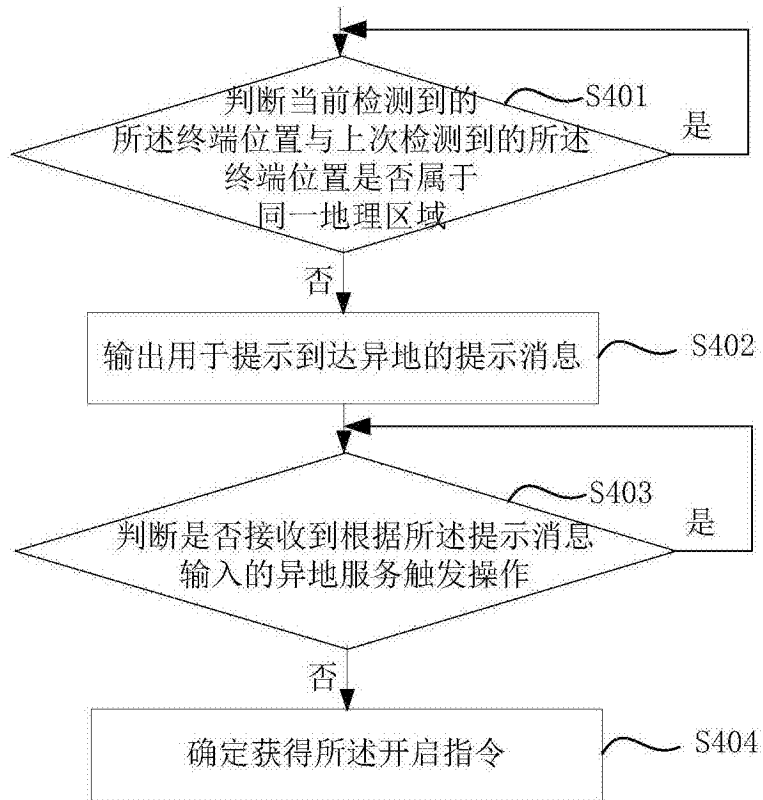 判断当前检测到的
所述终端位置与上次检测到的所述
终端位置是否属于
同一地理区域
S401
是
否
输出用于提示到达异地的提示消息
S402
判断是否接收到根据所述提示消息
输入的异地服务触发操作
S403
是
否
确定获得所述开启指令
S404